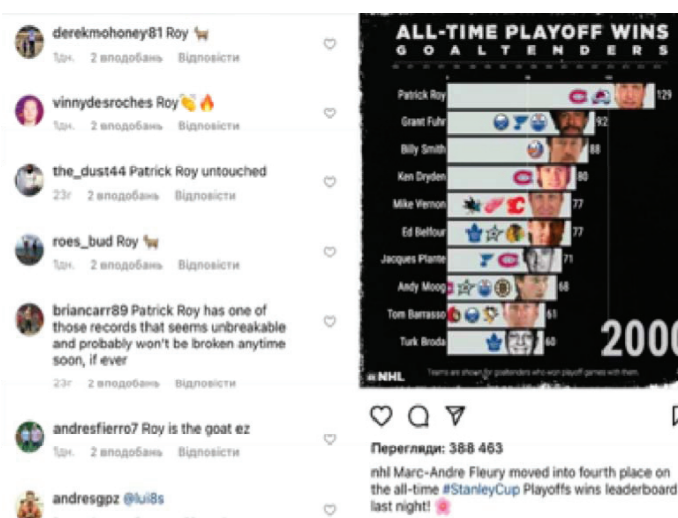 derekmohoney81 Roy 🐐
1дн. 2 вподобань Відповісти
vinnydesroches Roy👏🔥
1дн. 2 вподобань Відповісти
the_dust44 Patrick Roy untouched
23г 2 вподобань Відповісти
roes_bud Roy 🐐
1дн. 2 вподобань Відповісти
briancarr89 Patrick Roy has one of
those records that seems unbreakable
and probably won't be broken anytime
soon, if ever
23г 2 вподобань Відповісти
andresfierro7 Roy is the goat ez
1дн. 2 вподобань Відповісти
andresgpz @lui8s
ALL-TIME PLAYOFF WINS
GOALTENDERS
Patrick Roy 129
Grant Fuhr 92
Billy Smith 88
Ken Dryden 80
Mike Vernon 77
Ed Belfour 77
Jacques Plante 71
Andy Moog 68
Tom Barrasso 61
Turk Broda 60
2000
NHL Teams are shown for goaltenders who won playoff games with them.
Перегляди: 388 463
nhl Marc-Andre Fleury moved into fourth place on
the all-time #StanleyCup Playoffs wins leaderboard
last night! 🌸